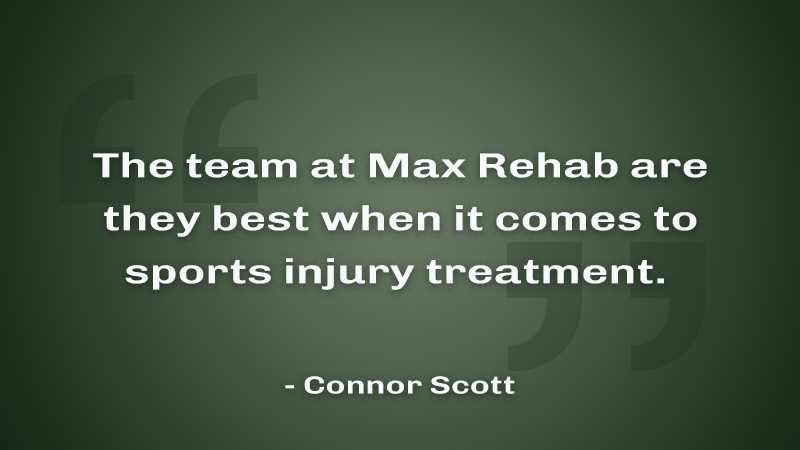 The team at Max Rehab are
they best when it comes to
sports injury treatment.
- Connor Scott